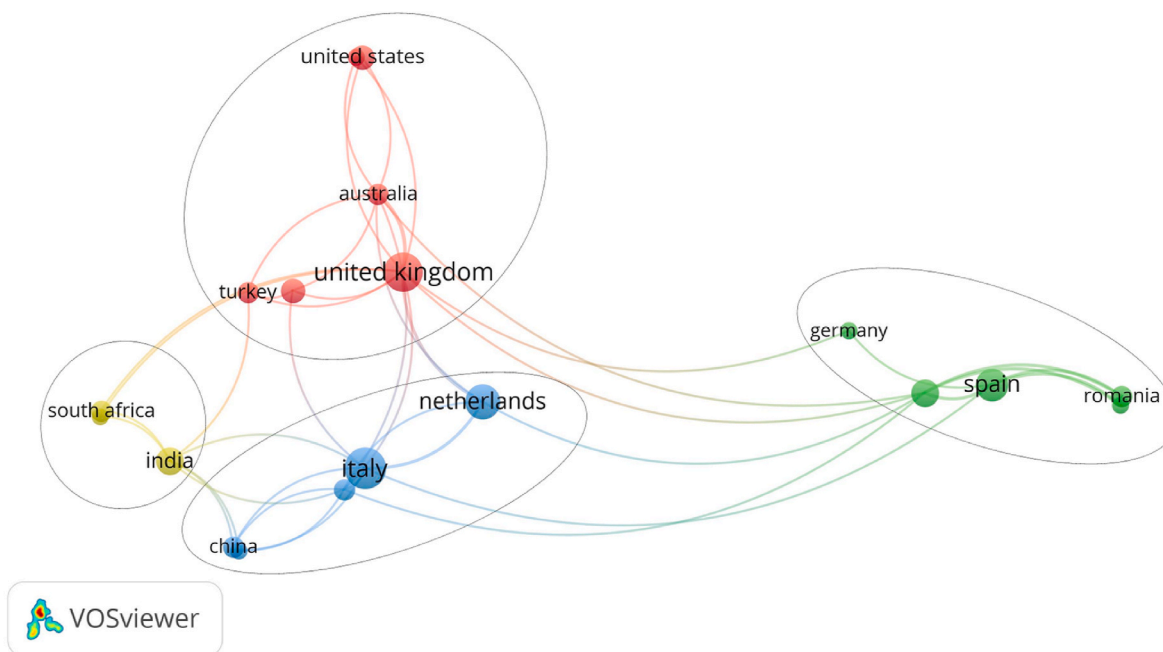 united states
australia
united kingdom
turkey
germany
spain
romania
netherlands
south africa
india
italy
china
VOSviewer